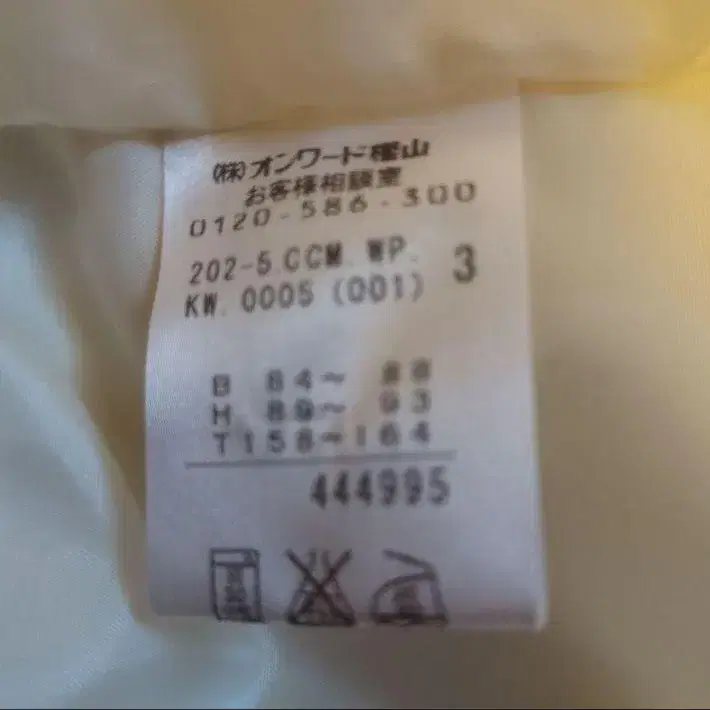 (株)オンワード樫山
お客様相談室
0120-586-300
202-5 CCM. WP. 3
KW. 0005 (001)
B 84~ 88
H 89~ 93
T158~164
444995